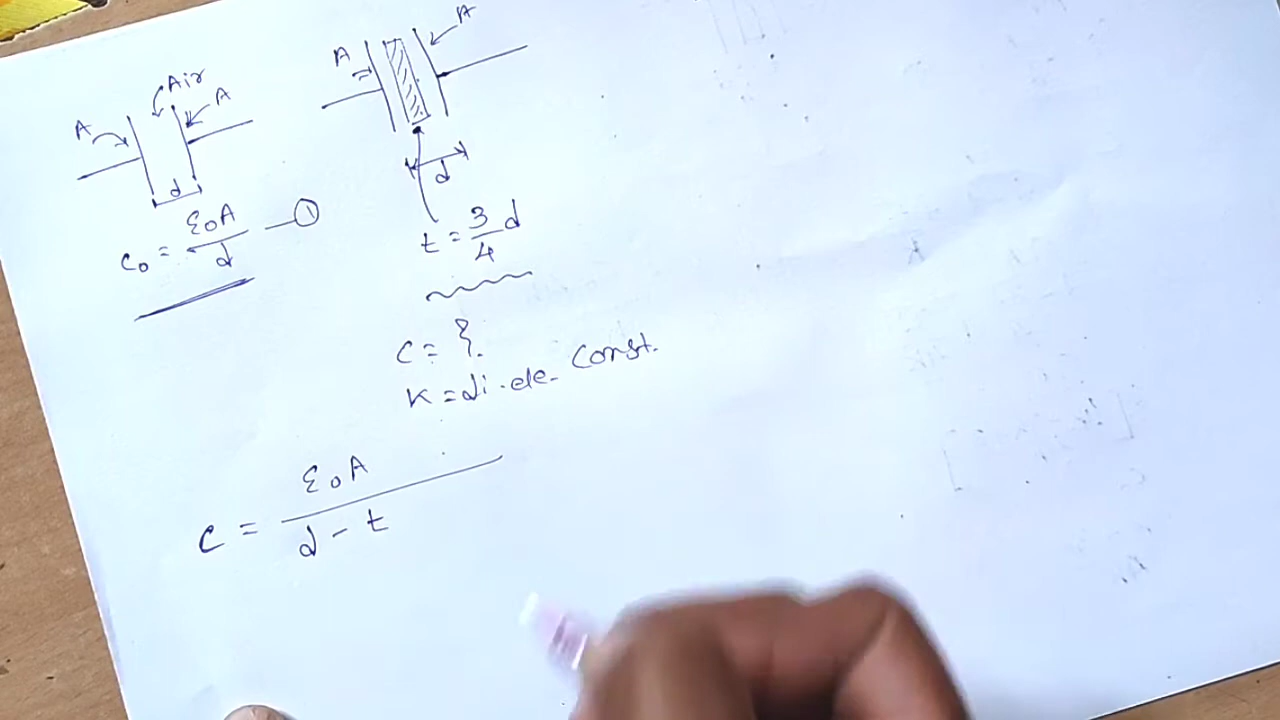 Air
A A
d
C₀ = ε₀A/d — ①
A A
d
t = 3/4 d
C = ?
K = di.ele. Const.
C = ε₀A/d - t